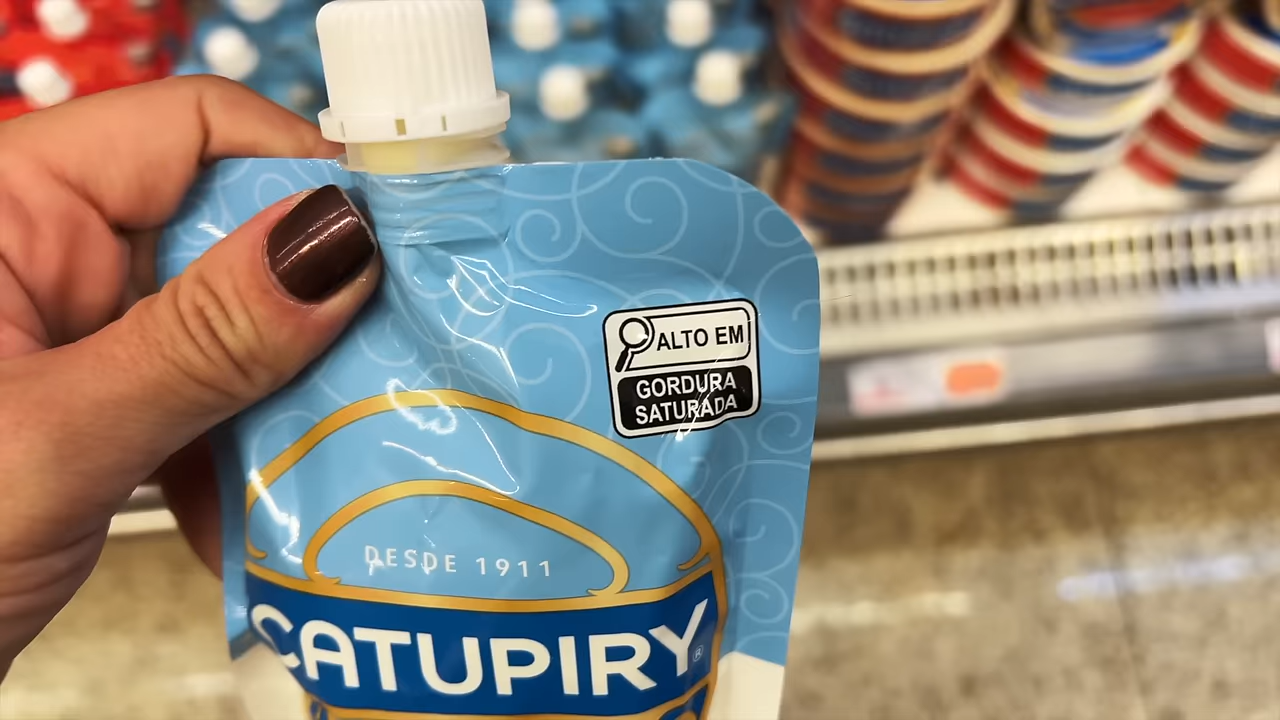 ALTO EM
GORDURA
SATURADA
DESDE 1911
CATUPIRY®